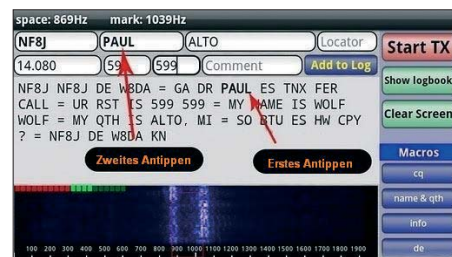 space: 869Hz mark: 1039Hz
NF8J PAUL ALTO Locator Start TX
14.080 59 599 Comment Add to Log
Show logbook
NF8J NF8J DE W8DA = GA DR PAUL ES TNX FER
CALL = UR RST IS 599 599 = MY NAME IS WOLF
Clear Screen
WOLF = MY QTH IS ALTO, MI = SO BTU ES HW CPY
? = NF8J DE W8DA KN
Macros
Zweites Antippen Erstes Antippen
cq
name & qth
info
100 200 300 400 500 600 700 800 900 1000 1100 1200 1300 1400 1500 1600 1700 1800 1900
de